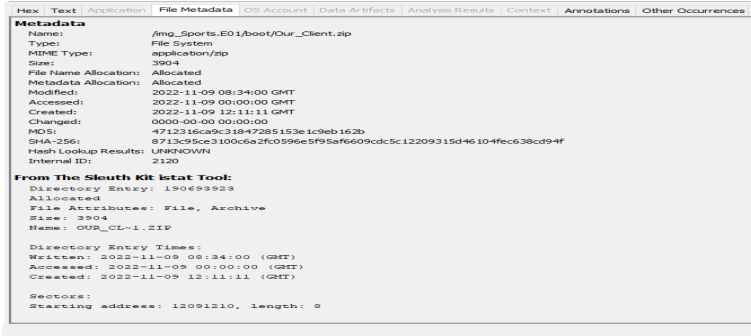 Hex Text Application File Metadata OS Account Data Artifacts Analysis Results Context Annotations Other Occurrences
Metadata
Name: /img_Sports.E01/boot/Our_Client.zip
Type: File System
MIME Type: application/zip
Size: 3904
File Name Allocation: Allocated
Metadata Allocation: Allocated
Modified: 2022-11-09 08:34:00 GMT
Accessed: 2022-11-09 00:00:00 GMT
Created: 2022-11-09 12:11:11 GMT
Changed: 0000-00-00 00:00:00
MD5: 4712316ca9c31847285153e1c9eb162b
SHA-256: 8713c95ce3100c6a2fc0596e5f95af6609cdc5c12209315d46104fec638cd94f
Hash Lookup Results: UNKNOWN
Internal ID: 2120
From The Sleuth Kit istat Tool:
Directory Entry: 190693923
Allocated
File Attributes: File, Archive
Size: 3904
Name: OUR_CL~1.ZIP
Directory Entry Times:
Written: 2022-11-09 08:34:00 (GMT)
Accessed: 2022-11-09 00:00:00 (GMT)
Created: 2022-11-09 12:11:11 (GMT)
Sectors:
Starting address: 12091210, length: 8